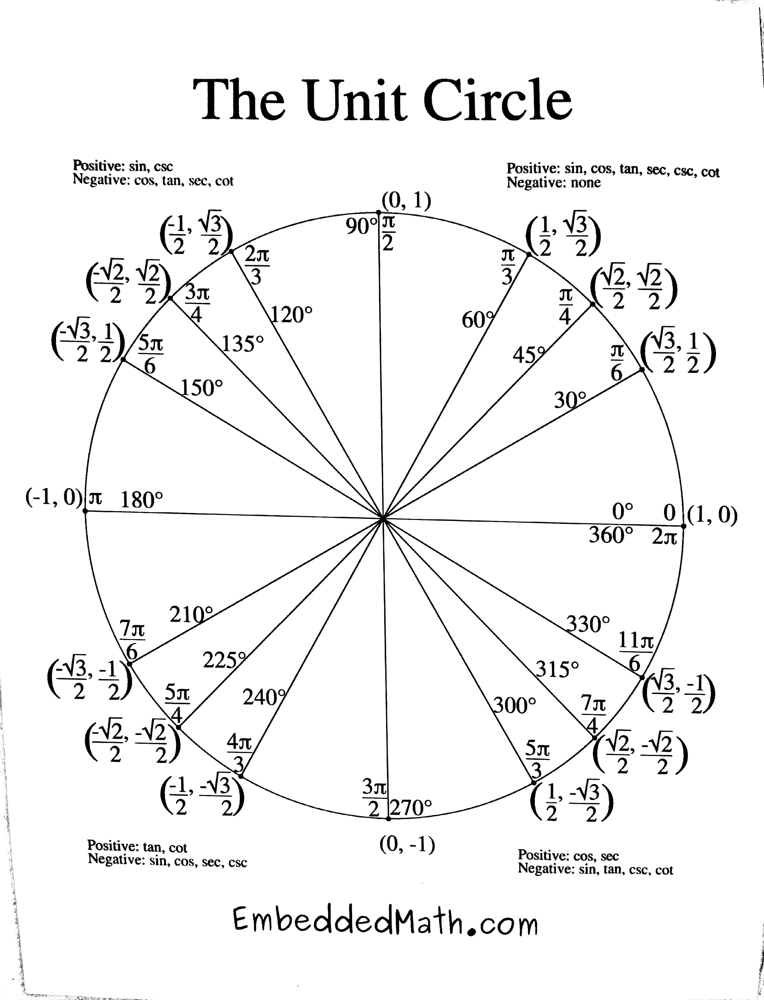 The Unit Circle
Positive: sin, csc
Negative: cos, tan, sec, cot
Positive: sin, cos, tan, sec, csc, cot
Negative: none
(0, 1)
90° π/2
(-1/2, √3/2)
2π/3
120°
(-√2/2, √2/2)
3π/4
135°
(-√3/2, 1/2)
5π/6
150°
(1/2, √3/2)
π/3
60°
(√2/2, √2/2)
π/4
45°
(√3/2, 1/2)
π/6
30°
(-1, 0) π 180°
0° 0 (1, 0)
360° 2π
210°
7π/6
(-√3/2, -1/2)
225°
5π/4
(-√2/2, -√2/2)
240°
4π/3
(-1/2, -√3/2)
330°
11π/6
(√3/2, -1/2)
315°
7π/4
(√2/2, -√2/2)
300°
5π/3
(1/2, -√3/2)
3π/2 270°
(0, -1)
Positive: tan, cot
Negative: sin, cos, sec, csc
Positive: cos, sec
Negative: sin, tan, csc, cot
EmbeddedMath.com